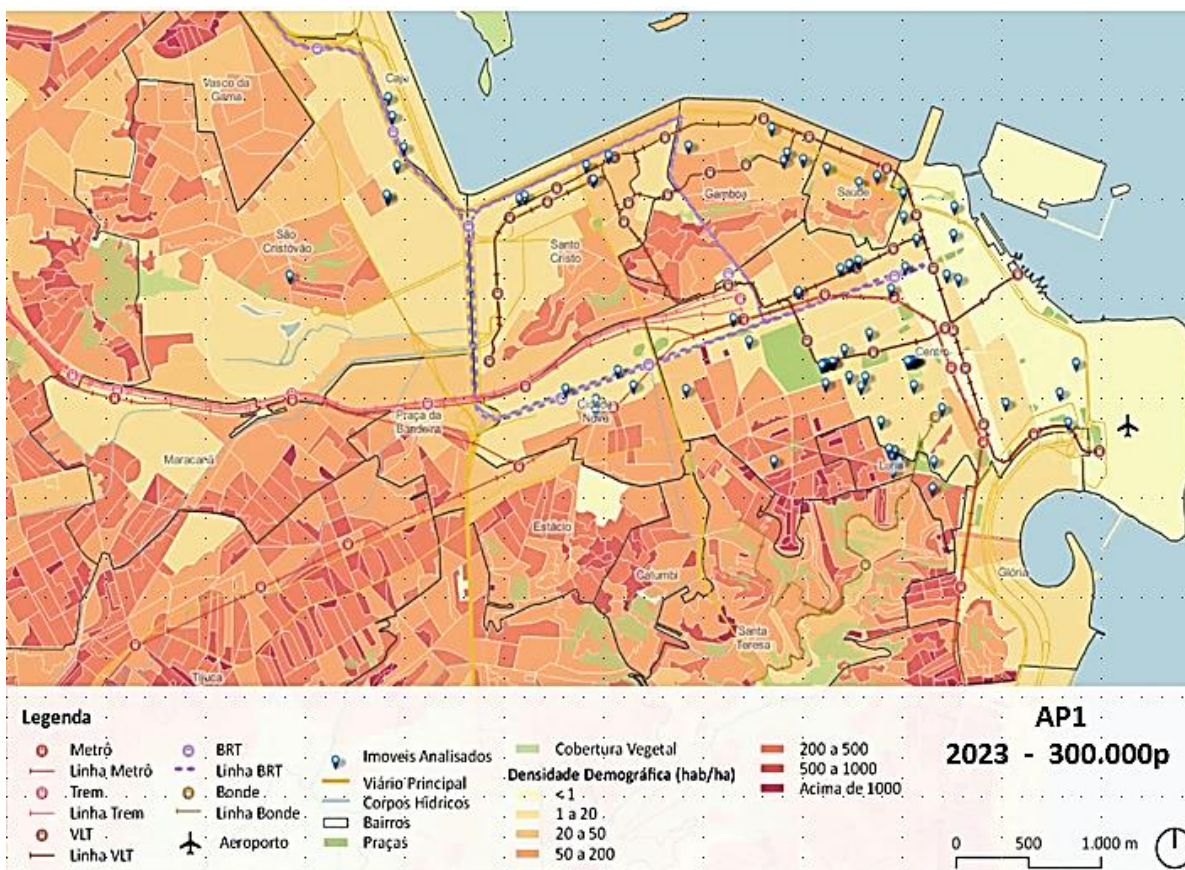 Vasco da
Gama
Caju
São
Cristóvão
Santo
Cristo
Gamboa
Saúde
Centro
Cidade
Nova
Praça da
Bandeira
Maracanã
Lapa
Estácio
Catumbi
Glória
Santa
Teresa
Tijuca
Legenda
Metrô
Linha Metrô
Trem
Linha Trem
VLT
Linha VLT
BRT
Linha BRT
Bonde
Linha Bonde
Aeroporto
Imoveis Analisados
Viário Principal
Corpos Hídricos
Bairros
Praças
Cobertura Vegetal
Densidade Demográfica (hab/ha)
< 1
1 a 20
20 a 50
50 a 200
200 a 500
500 a 1000
Acima de 1000
AP1
2023 - 300.000p
0 500 1.000 m